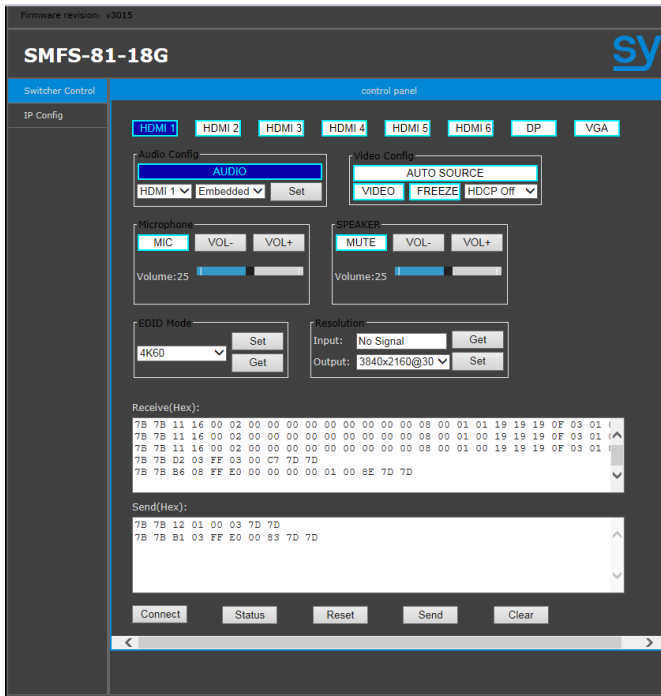 Firmware revision: v3015
SMFS-81-18G
sy
Switcher Control
control panel
IP Config
HDMI 1 HDMI 2 HDMI 3 HDMI 4 HDMI 5 HDMI 6 DP VGA
Audio Config
Video Config
AUDIO
AUTO SOURCE
HDMI 1 Embedded Set
VIDEO FREEZE HDCP Off
Microphone
SPEAKER
MIC VOL- VOL+
MUTE VOL- VOL+
Volume:25
Volume:25
EDID Mode
Resolution
4K60
Set
Get
Input: No Signal Get
Output: 3840x2160@30 Set
Receive(Hex):
7B 7B 11 16 00 02 00 00 00 00 00 00 00 00 00 08 00 01 01 19 19 19 0F 03 01
7B 7B 11 16 00 02 00 00 00 00 00 00 00 00 00 08 00 01 00 19 19 19 0F 03 01
7B 7B 11 16 00 02 00 00 00 00 00 00 00 00 00 08 00 01 00 19 19 19 0F 03 01
7B 7B D2 03 FF 03 00 C7 7D 7D
7B 7B B6 08 FF E0 00 00 00 00 01 00 8E 7D 7D
Send(Hex):
7B 7B 12 01 00 03 7D 7D
7B 7B B1 03 FF E0 00 83 7D 7D
Connect Status Reset Send Clear